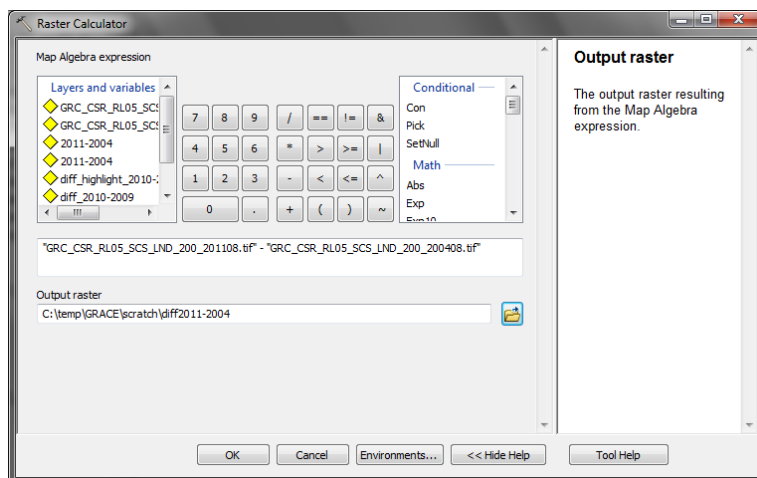 Raster Calculator
Map Algebra expression
Layers and variables
GRC_CSR_RL05_SCS
GRC_CSR_RL05_SCS
2011-2004
2011-2004
diff_highlight_2010-2
diff_2010-2009
7 8 9 / == != &
4 5 6 * > >= |
1 2 3 - < <= ^
0 . + ( ) ~
Conditional
Con
Pick
SetNull
Math
Abs
Exp
Exp10
"GRC_CSR_RL05_SCS_LND_200_201108.tif" - "GRC_CSR_RL05_SCS_LND_200_200408.tif"
Output raster
C:\temp\GRACE\scratch\diff2011-2004
OK Cancel Environments... << Hide Help Tool Help
Output raster
The output raster resulting
from the Map Algebra
expression.